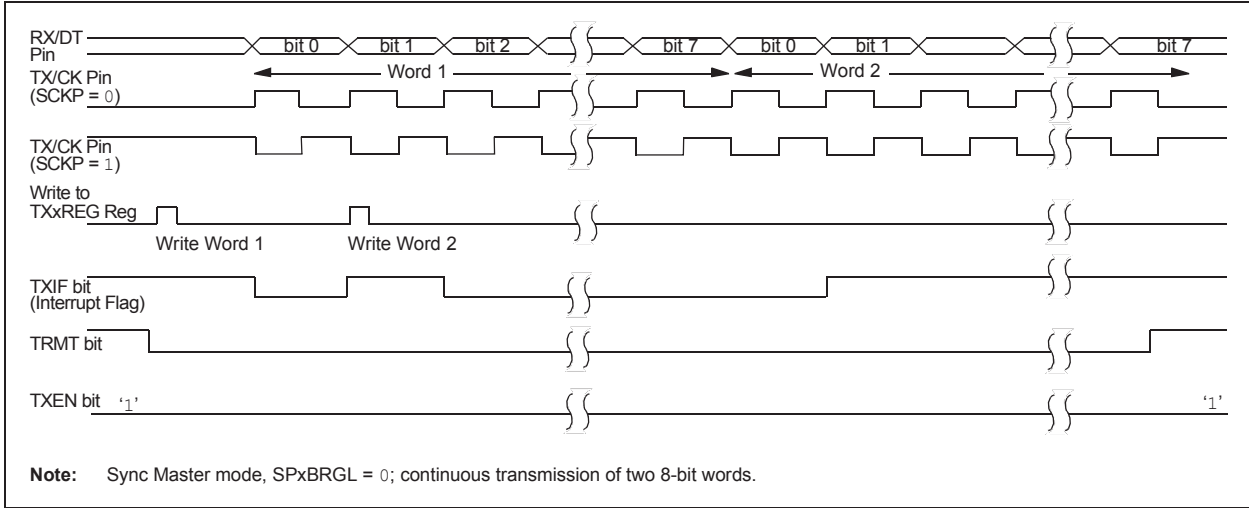 RX/DT
Pin
bit 0 bit 1 bit 2 bit 7 bit 0 bit 1 bit 7
Word 1 Word 2
TX/CK Pin
(SCKP = 0)
TX/CK Pin
(SCKP = 1)
Write to
TXxREG Reg
Write Word 1 Write Word 2
TXIF bit
(Interrupt Flag)
TRMT bit
TXEN bit ‘1’ ‘1’
Note: Sync Master mode, SPxBRGL = 0; continuous transmission of two 8-bit words.